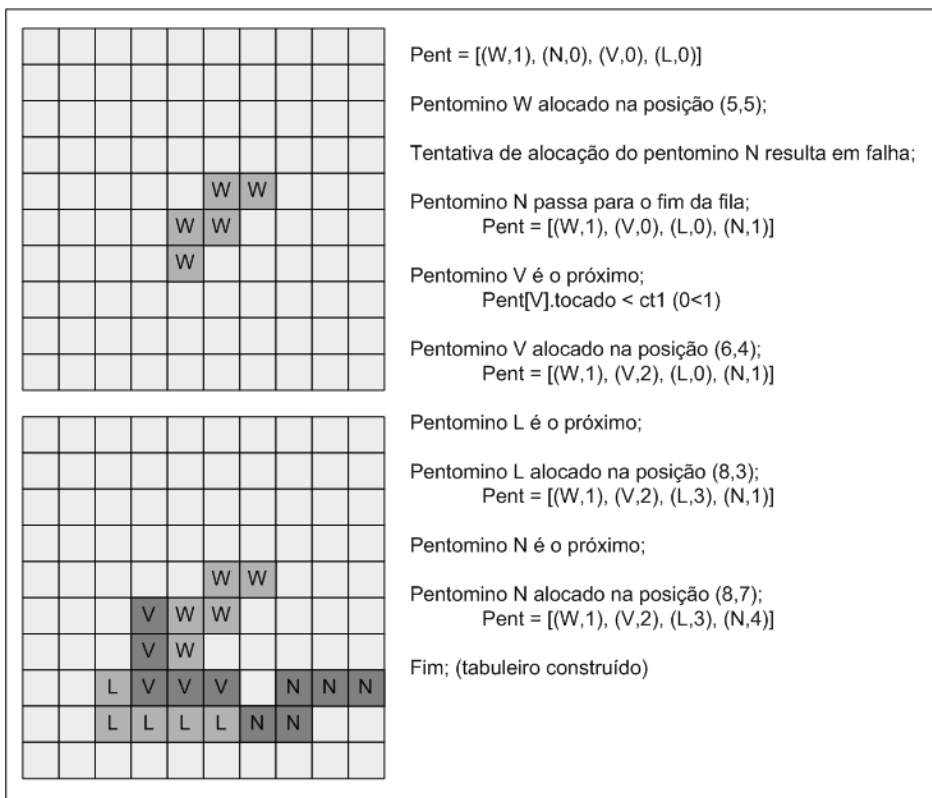 W W
W W
W
W W
V W W
V W
L V V V N N N
L L L L N N
Pent = [(W,1), (N,0), (V,0), (L,0)]
Pentomino W alocado na posição (5,5);
Tentativa de alocação do pentomino N resulta em falha;
Pentomino N passa para o fim da fila;
Pent = [(W,1), (V,0), (L,0), (N,1)]
Pentomino V é o próximo;
Pent[V].tocado < ct1 (0<1)
Pentomino V alocado na posição (6,4);
Pent = [(W,1), (V,2), (L,0), (N,1)]
Pentomino L é o próximo;
Pentomino L alocado na posição (8,3);
Pent = [(W,1), (V,2), (L,3), (N,1)]
Pentomino N é o próximo;
Pentomino N alocado na posição (8,7);
Pent = [(W,1), (V,2), (L,3), (N,4)]
Fim; (tabuleiro construído)